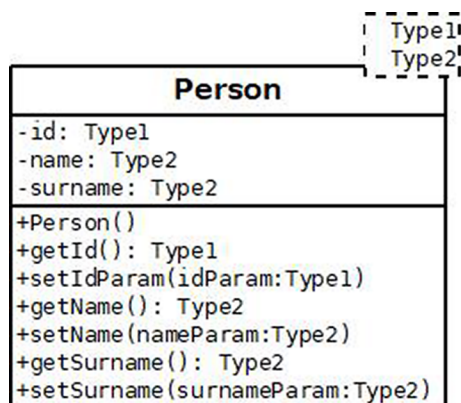 Type1
Type2
Person
-id: Type1
-name: Type2
-surname: Type2
+Person()
+getId(): Type1
+setIdParam(idParam:Type1)
+getName(): Type2
+setName(nameParam:Type2)
+getSurname(): Type2
+setSurname(surnameParam:Type2)